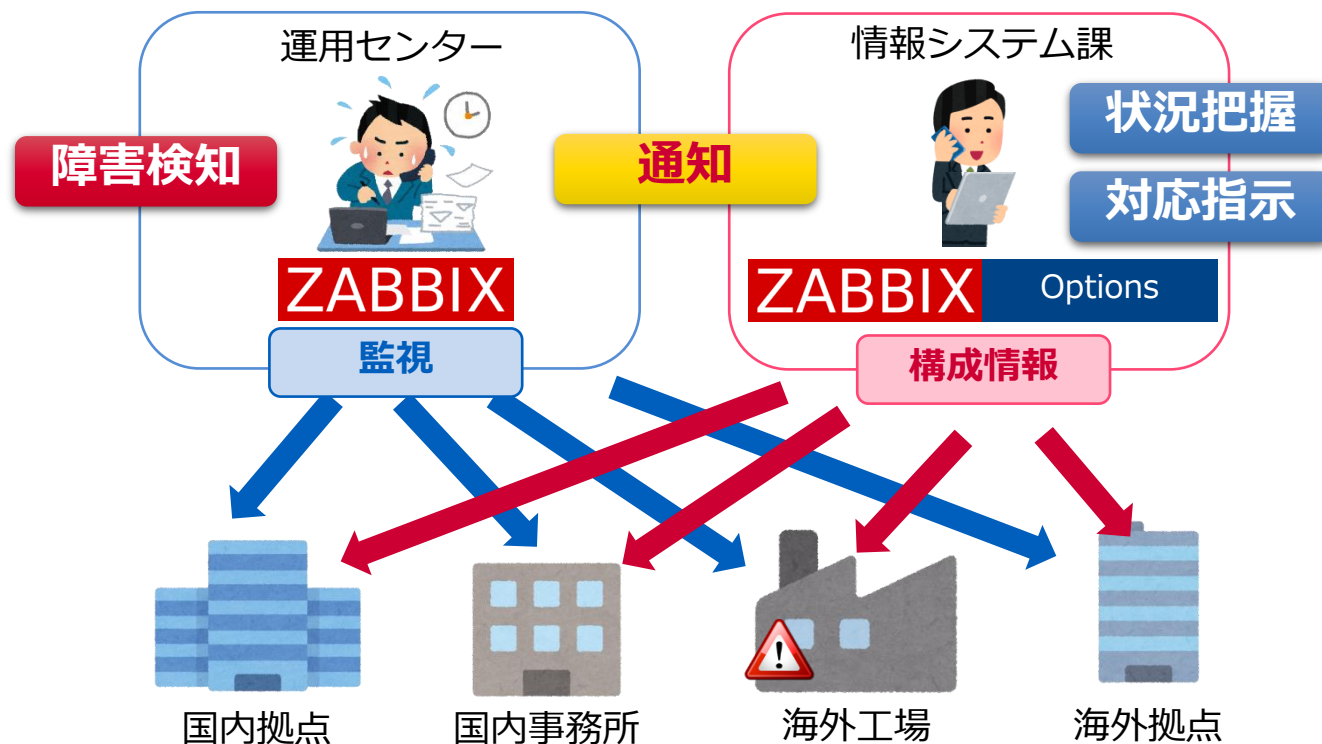 運用センター
情報システム課
障害検知
通知
状況把握
対応指示
ZABBIX
ZABBIX Options
監視
構成情報
!
国内拠点
国内事務所
海外工場
海外拠点